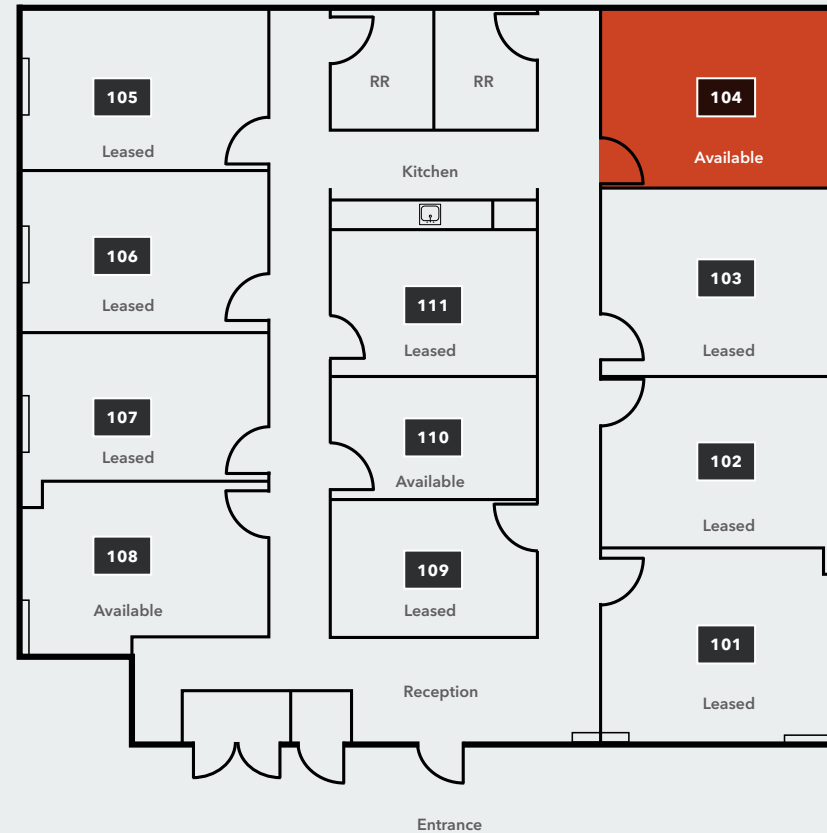 RR
RR
105
Leased
104
Available
Kitchen
106
Leased
111
Leased
103
Leased
107
Leased
110
Available
102
Leased
108
Available
109
Leased
101
Leased
Reception
Entrance